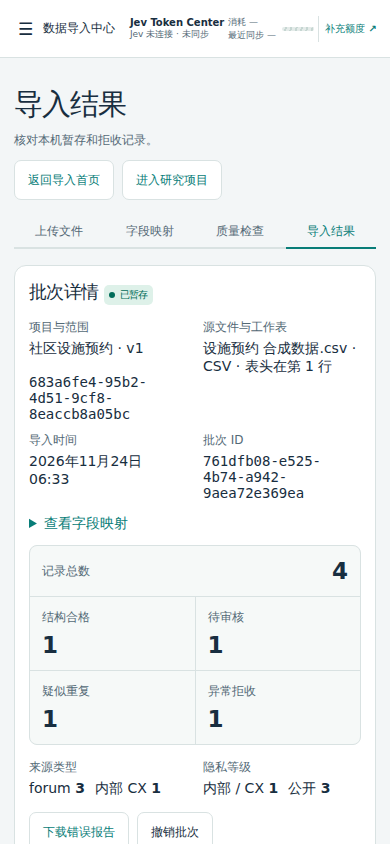 ☰ 数据导入中心 Jev Token Center 消耗 — 补充额度 ↗
Jev 未连接 · 未同步 最近同步 —
导入结果
核对本机暂存和拒收记录。
返回导入首页 进入研究项目
上传文件 字段映射 质量检查 导入结果
批次详情 已暂存
项目与范围 源文件与工作表
社区设施预约 · v1 设施预约 合成数据.csv ·
CSV · 表头在第 1 行
683a6fe4-95b2-
4d51-9cf8-
8eaccb8a05bc
导入时间 批次 ID
2026年11月24日 761dfb08-e525-
06:33 4b74-a942-
9aea72e369ea
查看字段映射
记录总数 4
结构合格 待审核
1 1
疑似重复 异常拒收
1 1
来源类型 隐私等级
forum 3 内部 CX 1 内部 / CX 1 公开 3
下载错误报告 撤销批次